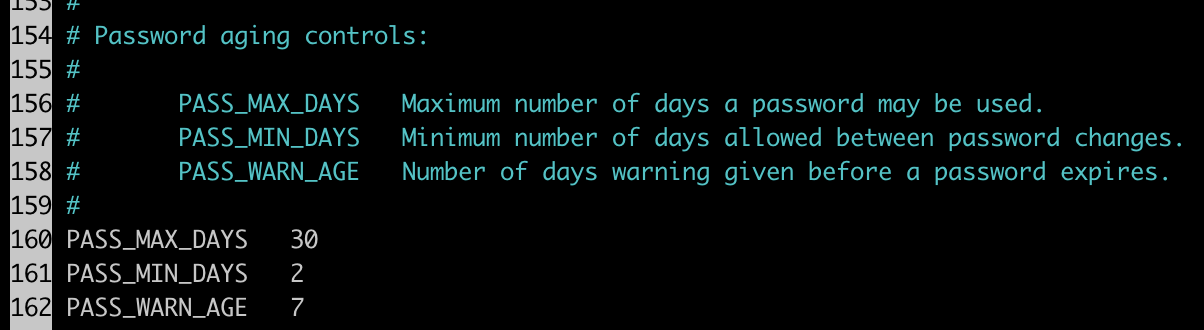 153 #
154 # Password aging controls:
155 #
156 #       PASS_MAX_DAYS   Maximum number of days a password may be used.
157 #       PASS_MIN_DAYS   Minimum number of days allowed between password changes.
158 #       PASS_WARN_AGE   Number of days warning given before a password expires.
159 #
160 PASS_MAX_DAYS   30
161 PASS_MIN_DAYS   2
162 PASS_WARN_AGE   7